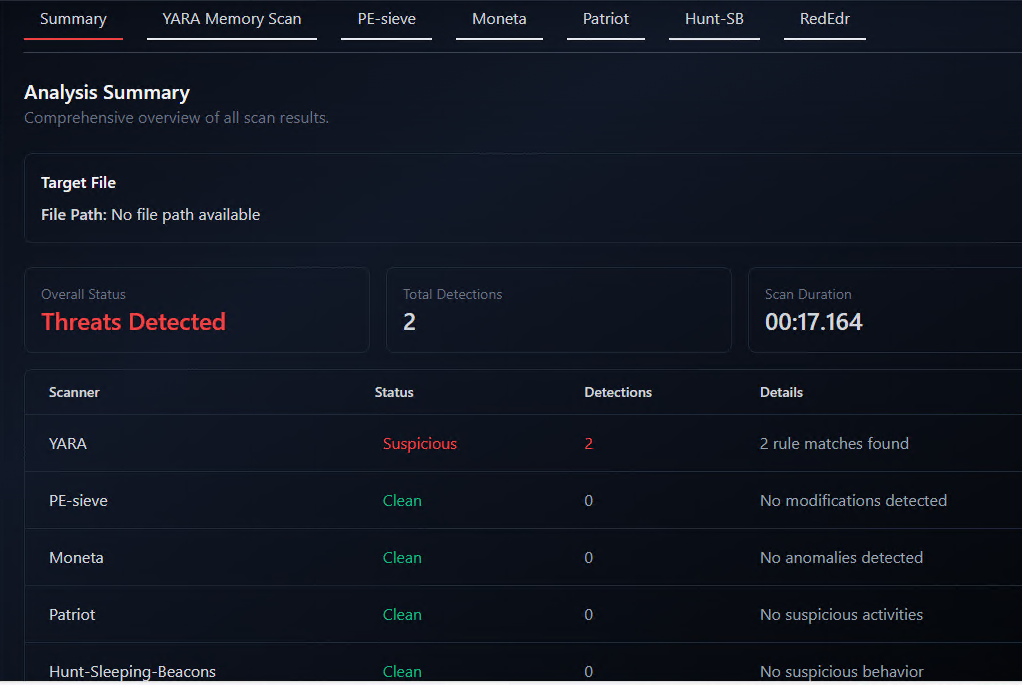 Summary YARA Memory Scan PE-sieve Moneta Patriot Hunt-SB RedEdr
Analysis Summary
Comprehensive overview of all scan results.
Target File
File Path: No file path available
Overall Status Total Detections Scan Duration
Threats Detected 2 00:17.164
Scanner Status Detections Details
YARA Suspicious 2 2 rule matches found
PE-sieve Clean 0 No modifications detected
Moneta Clean 0 No anomalies detected
Patriot Clean 0 No suspicious activities
Hunt-Sleeping-Beacons Clean 0 No suspicious behavior